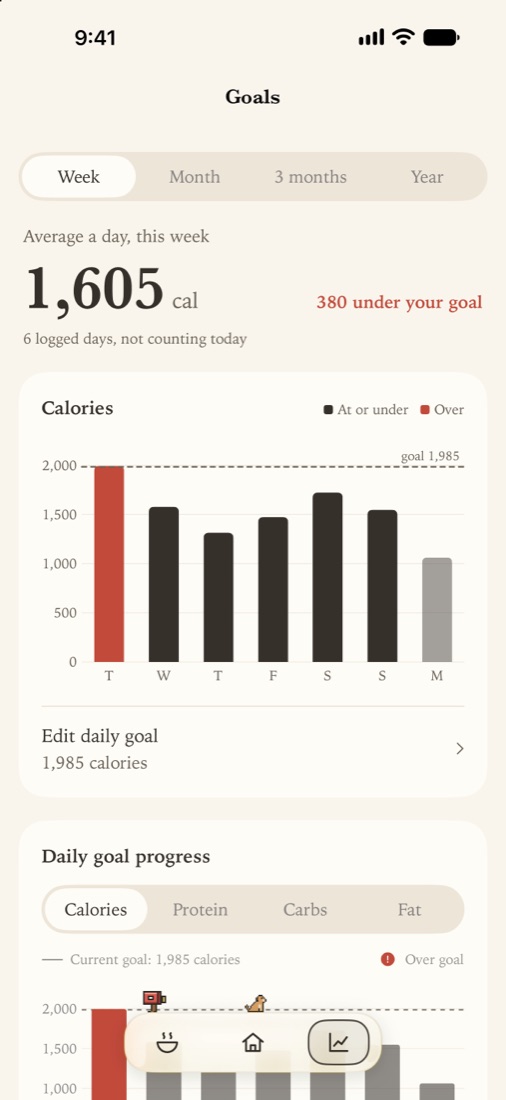 9:41
Goals
Week Month 3 months Year
Average a day, this week
1,605 cal 380 under your goal
6 logged days, not counting today
Calories At or under Over
goal 1,985
2,000
1,500
1,000
500
0
T W T F S S M
Edit daily goal
1,985 calories
Daily goal progress
Calories Protein Carbs Fat
Current goal: 1,985 calories Over goal
2,000
1,500
1,000